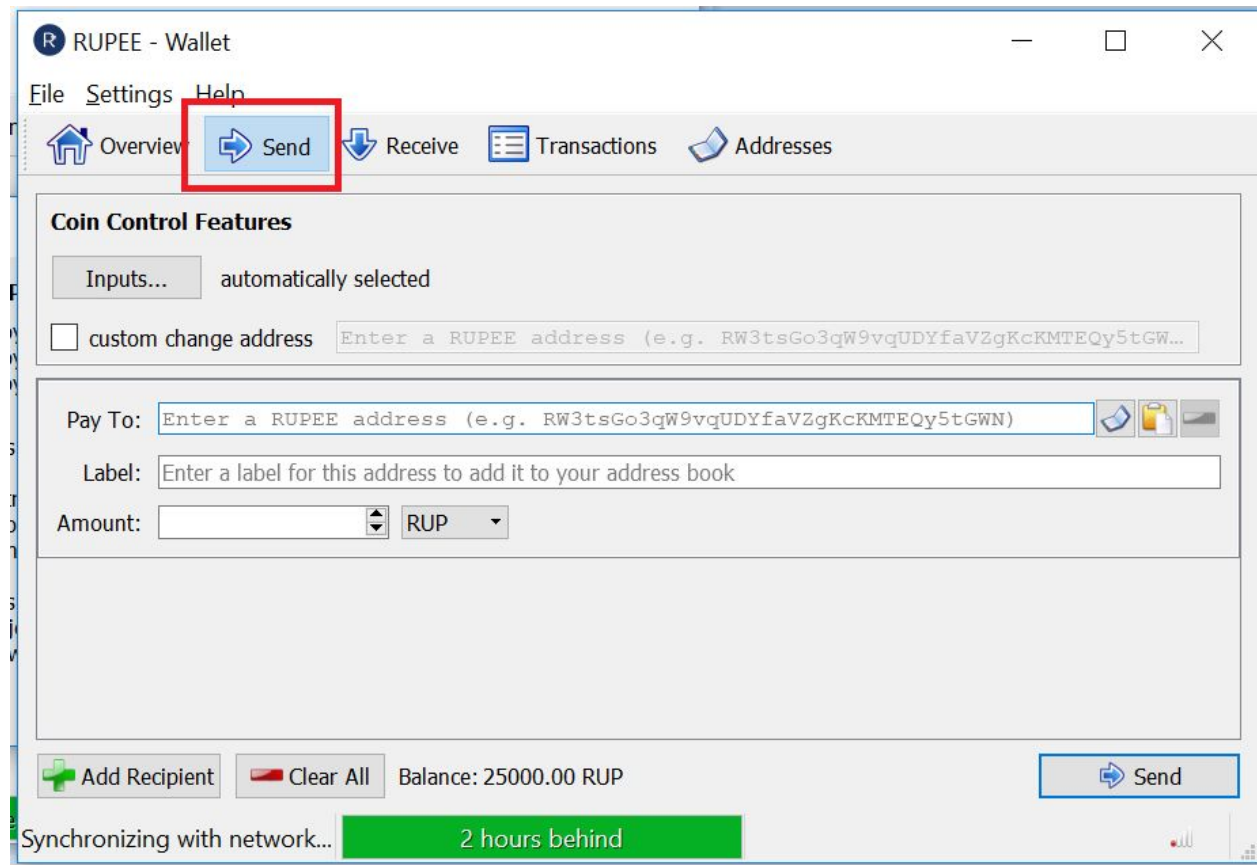 RUPEE - Wallet
File Settings Help
Overview Send Receive Transactions Addresses
Coin Control Features
Inputs... automatically selected
custom change address Enter a RUPEE address (e.g. RW3tsGo3qW9vqUDYfaVZgKcKMTEQy5tGW...
Pay To: Enter a RUPEE address (e.g. RW3tsGo3qW9vqUDYfaVZgKcKMTEQy5tGWN)
Label: Enter a label for this address to add it to your address book
Amount: RUP
Add Recipient Clear All Balance: 25000.00 RUP Send
Synchronizing with network... 2 hours behind